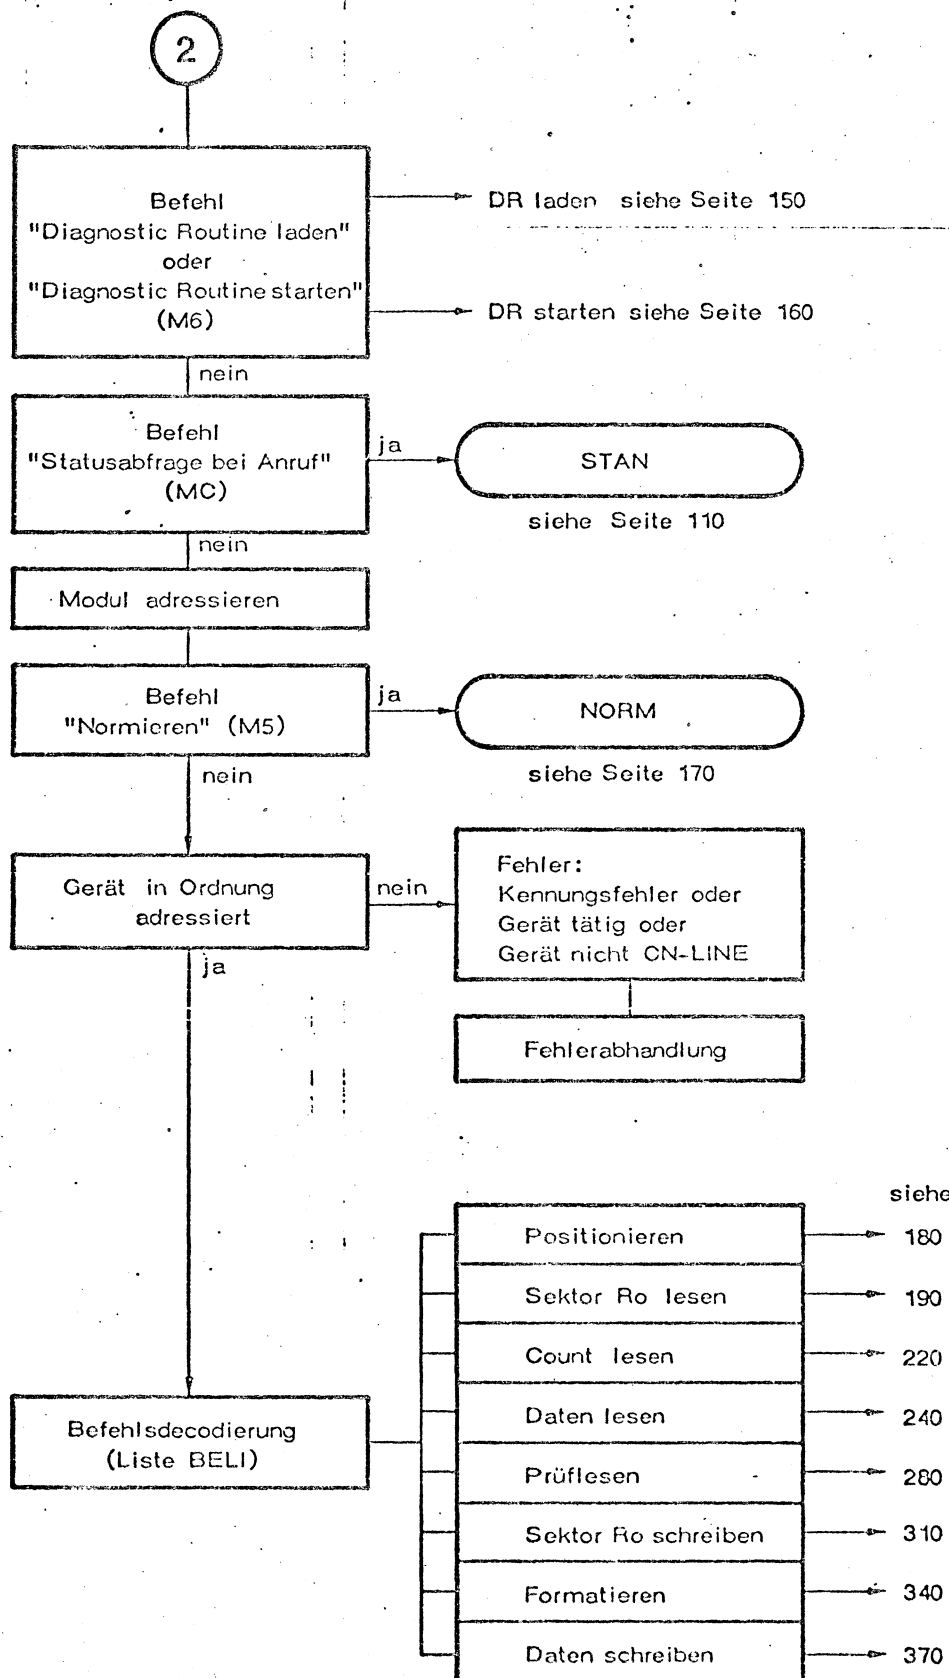 2
Befehl
"Diagnostic Routine laden"
oder
"Diagnostic Routine starten"
(M6)
DR laden siehe Seite 150
DR starten siehe Seite 160
nein
Befehl
"Statusabfrage bei Anruf"
(MC)
ja
STAN
siehe Seite 110
nein
Modul adressieren
Befehl
"Normieren" (M5)
ja
NORM
siehe Seite 170
nein
Gerät in Ordnung
adressiert
nein
Fehler:
Kennungsfehler oder
Gerät tätig oder
Gerät nicht CN-LINE
ja
Fehlerabhandlung
siehe
Positionieren 180
Sektor Ro lesen 190
Count lesen 220
Daten lesen 240
Befehlsdecodierung
(Liste BELI)
Prüflesen 280
Sektor Ro schreiben 310
Formatieren 340
Daten schreiben 370